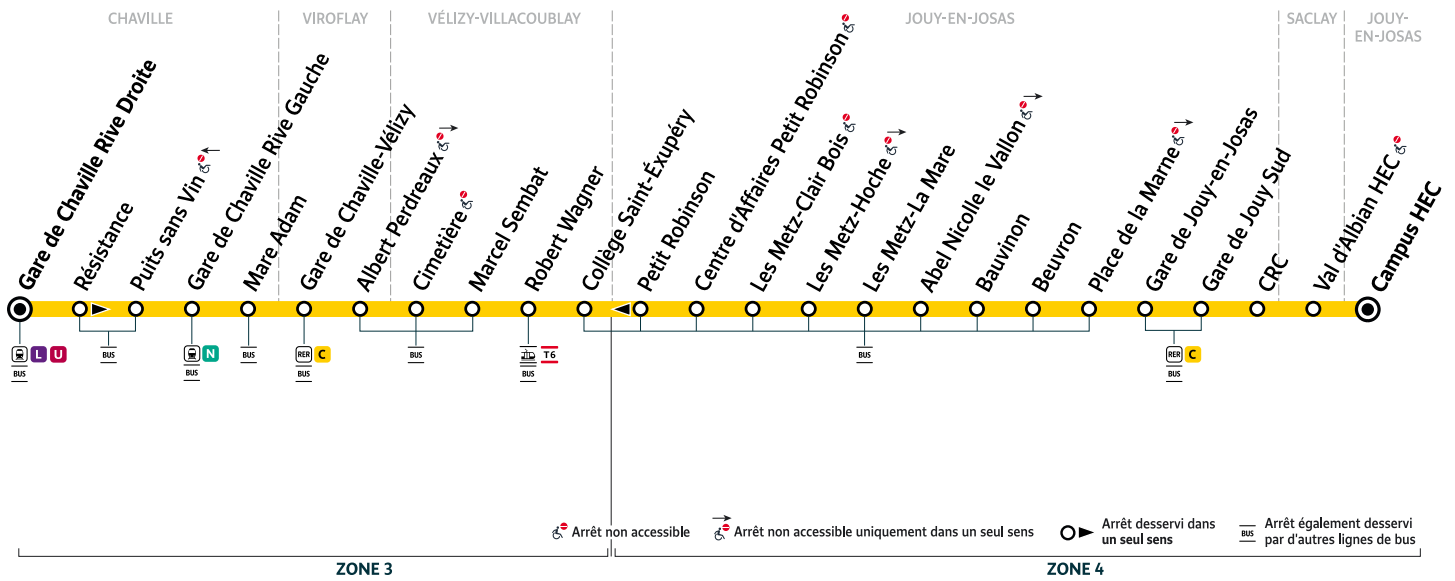 CHAVILLE
VIROFLAY
VÉLIZY-VILLACOUBLAY
JOUY-EN-JOSAS
SACLAY
JOUY-
EN-JOSAS
Gare de Chaville Rive Droite
Résistance
Puits sans Vin
Gare de Chaville Rive Gauche
Mare Adam
Gare de Chaville-Vélizy
Albert Perdreaux
Cimetière
Marcel Sembat
Robert Wagner
Collège Saint-Éxupéry
Petit Robinson
Centre d'Affaires Petit Robinson
Les Metz-Clair Bois
Les Metz-Hoche
Les Metz-La Mare
Abel Nicolle le Vallon
Bauvinon
Beuvron
Place de la Marne
Gare de Jouy-en-Josas
Gare de Jouy Sud
CRC
Val d'Albian HEC
Campus HEC
L U
BUS
BUS
N
BUS
BUS
RER C
BUS
BUS
T6
BUS
BUS
RER C
BUS
Arrêt non accessible
Arrêt non accessible uniquement dans un seul sens
Arrêt desservi dans
un seul sens
BUS
Arrêt également desservi
par d'autres lignes de bus
ZONE 3
ZONE 4